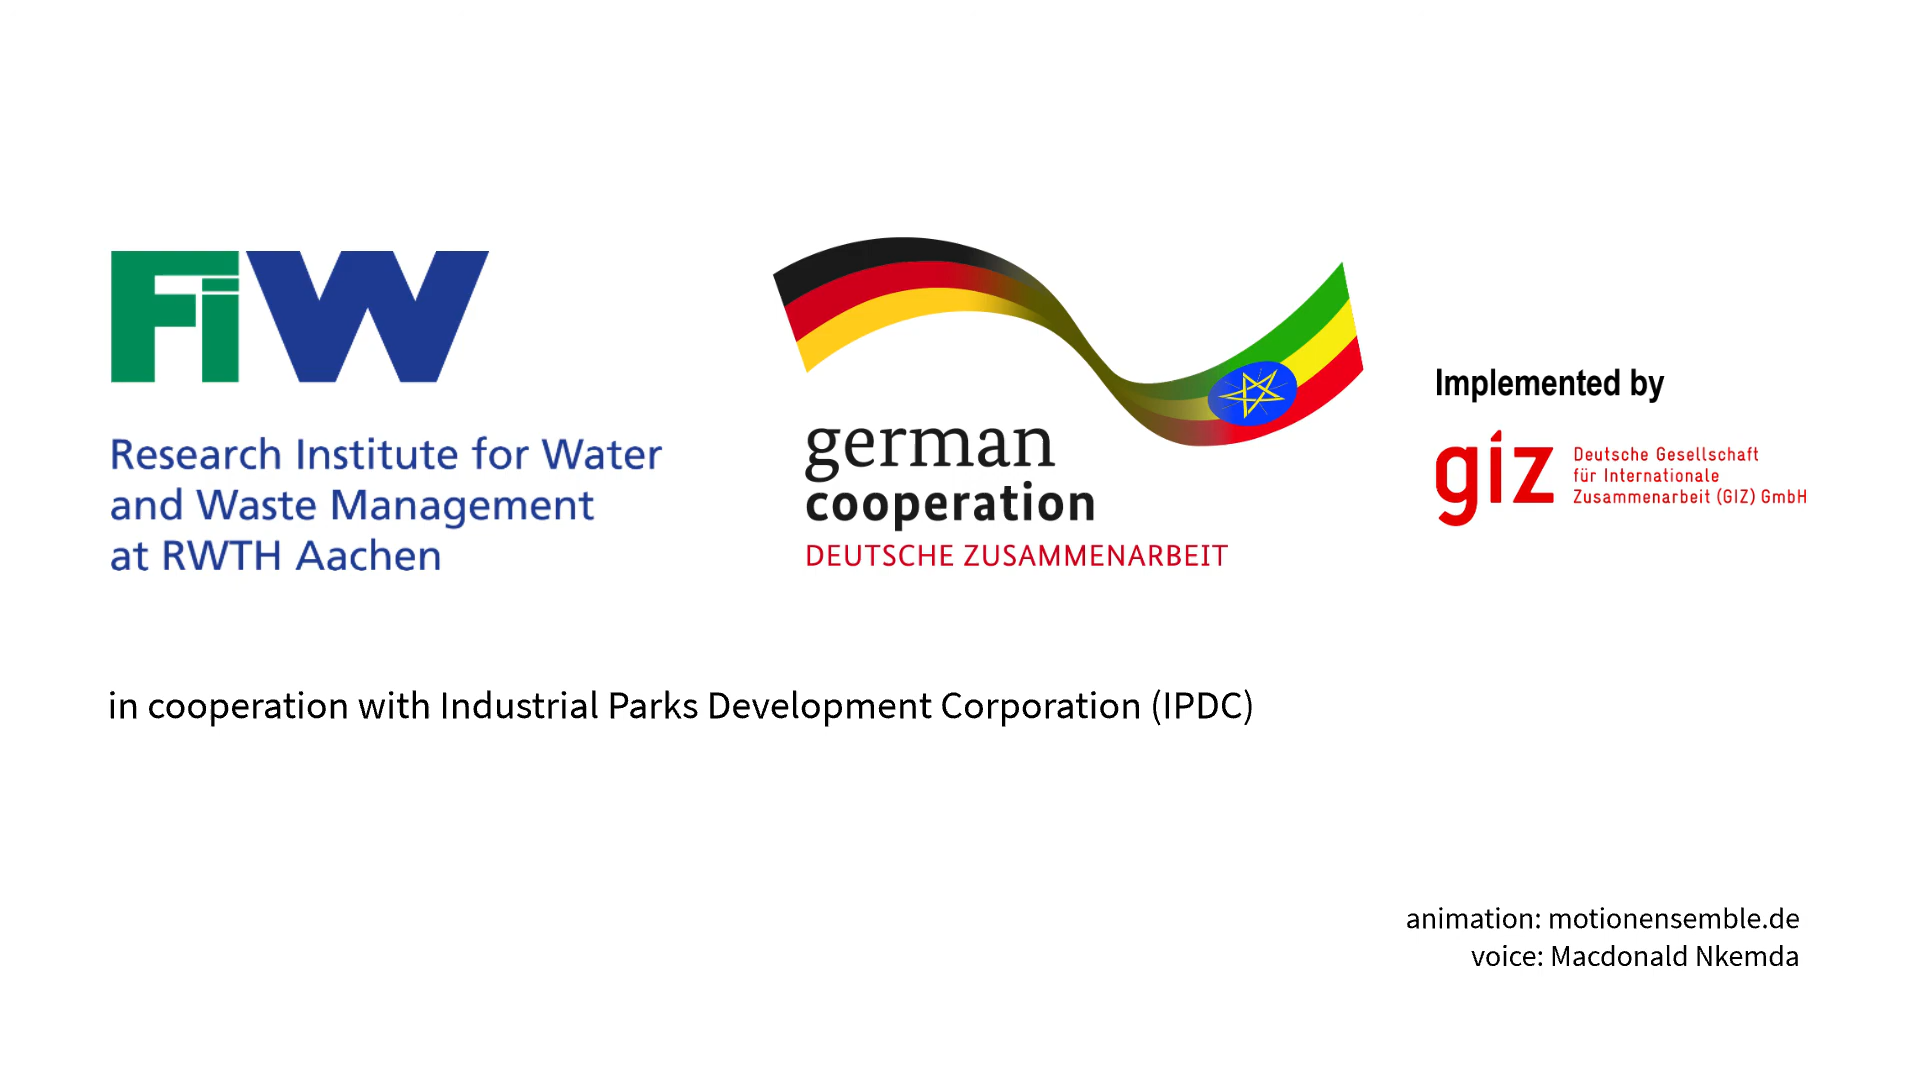 FiW
Research Institute for Water
and Waste Management
at RWTH Aachen
german
cooperation
DEUTSCHE ZUSAMMENARBEIT
Implemented by
giz
Deutsche Gesellschaft
für Internationale
Zusammenarbeit (GIZ) GmbH
in cooperation with Industrial Parks Development Corporation (IPDC)
animation: motionensemble.de
voice: Macdonald Nkemda